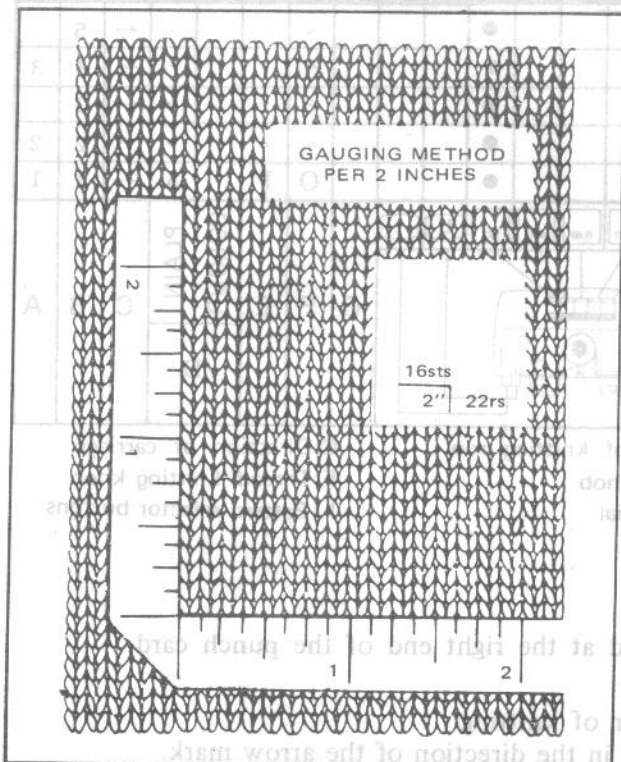 GAUGING METHOD
PER 2 INCHES
16sts
2" 22rs
2
1
1 2
d at the right end of the punch card
in the direction of the arrow mark.